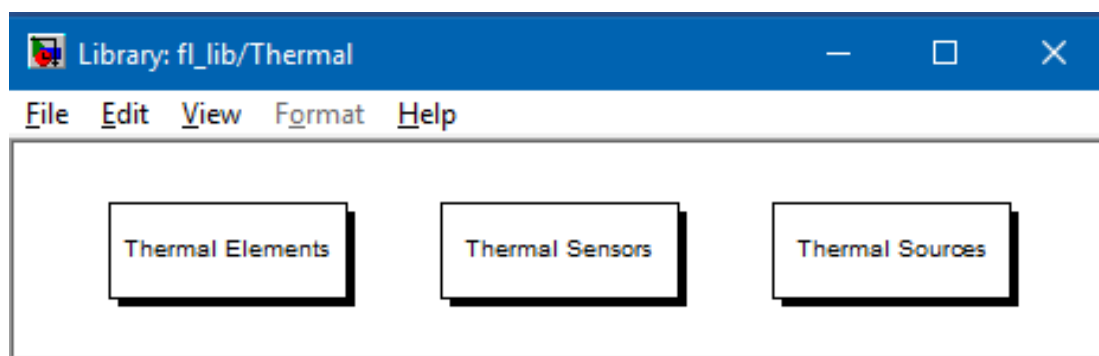 Library: fl_lib/Thermal
File Edit View Format Help
Thermal Elements Thermal Sensors Thermal Sources